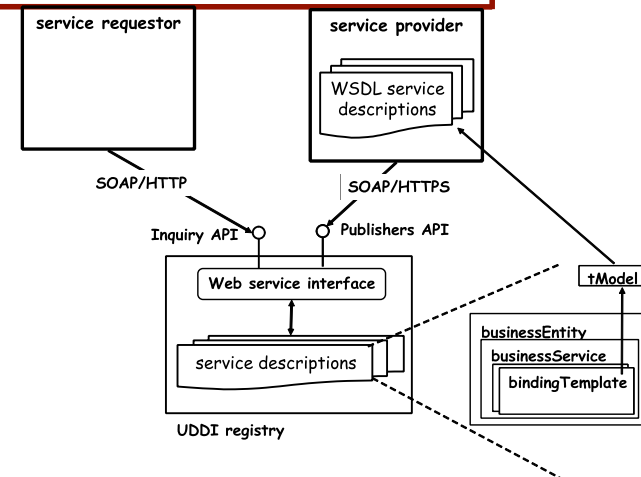 service requestor
service provider
WSDL service
descriptions
SOAP/HTTP
SOAP/HTTPS
Inquiry API
Publishers API
Web service interface
tModel
businessEntity
businessService
bindingTemplate
service descriptions
UDDI registry